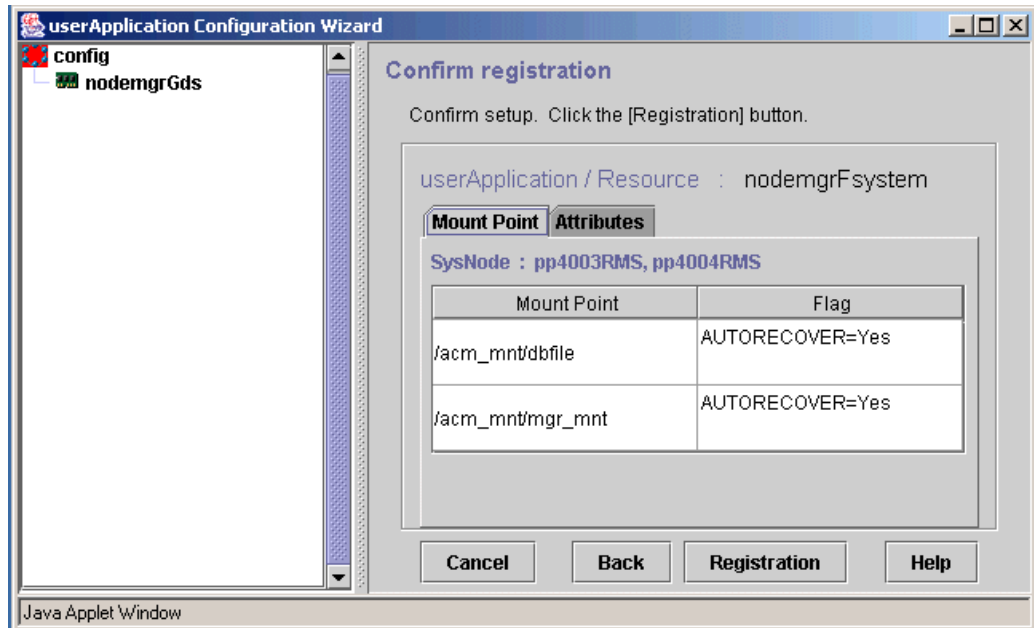 userApplication Configuration Wizard
config
nodemgrGds
Confirm registration
Confirm setup. Click the [Registration] button.
userApplication / Resource : nodemgrFsystem
Mount Point Attributes
SysNode : pp4003RMS, pp4004RMS
Mount Point Flag
/acm_mnt/dbfile AUTORECOVER=Yes
/acm_mnt/mgr_mnt AUTORECOVER=Yes
Cancel Back Registration Help
Java Applet Window